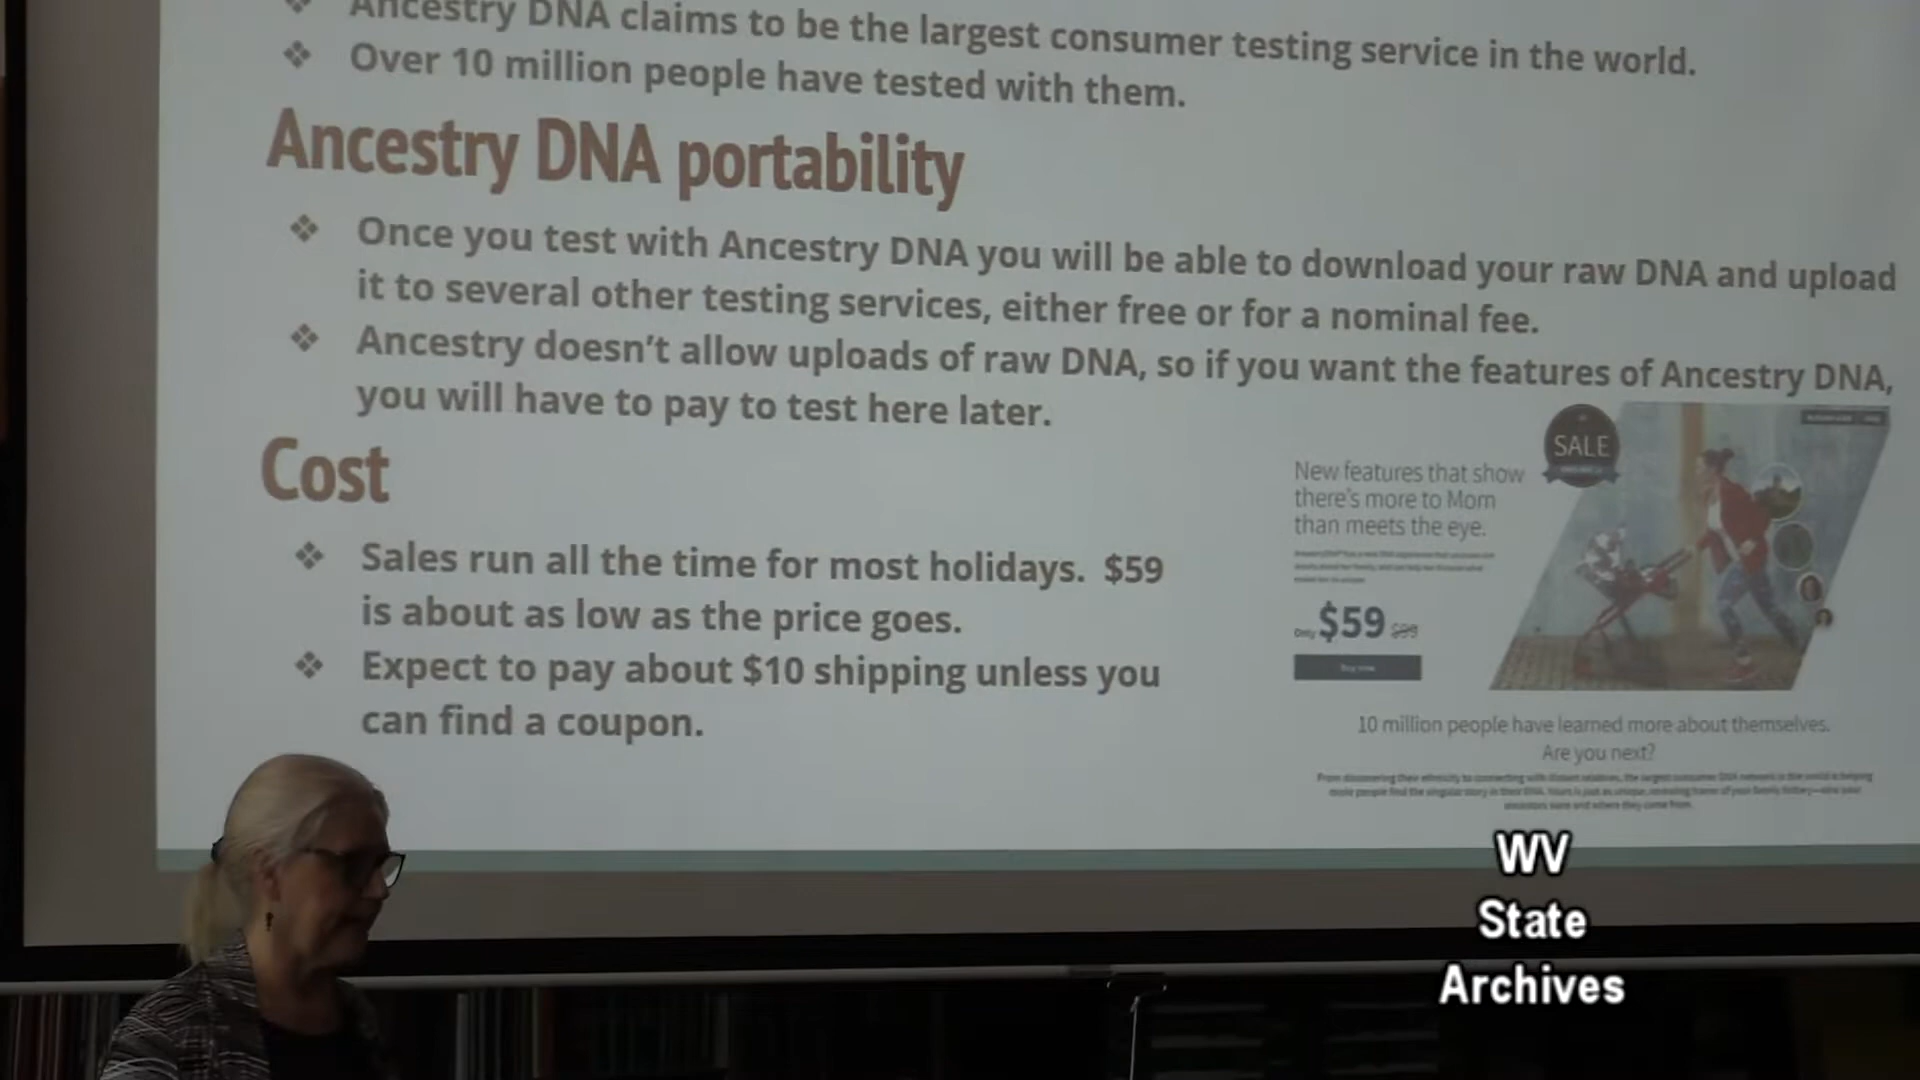 Ancestry DNA claims to be the largest consumer testing service in the world.
Over 10 million people have tested with them.
Ancestry DNA portability
Once you test with Ancestry DNA you will be able to download your raw DNA and upload
it to several other testing services, either free or for a nominal fee.
Ancestry doesn't allow uploads of raw DNA, so if you want the features of Ancestry DNA,
you will have to pay to test here later.
Cost
Sales run all the time for most holidays. $59
is about as low as the price goes.
Expect to pay about $10 shipping unless you
can find a coupon.
SALE
New features that show
there's more to Mom
than meets the eye.
Only $59 $99
Buy now
10 million people have learned more about themselves.
Are you next?
WV
State
Archives